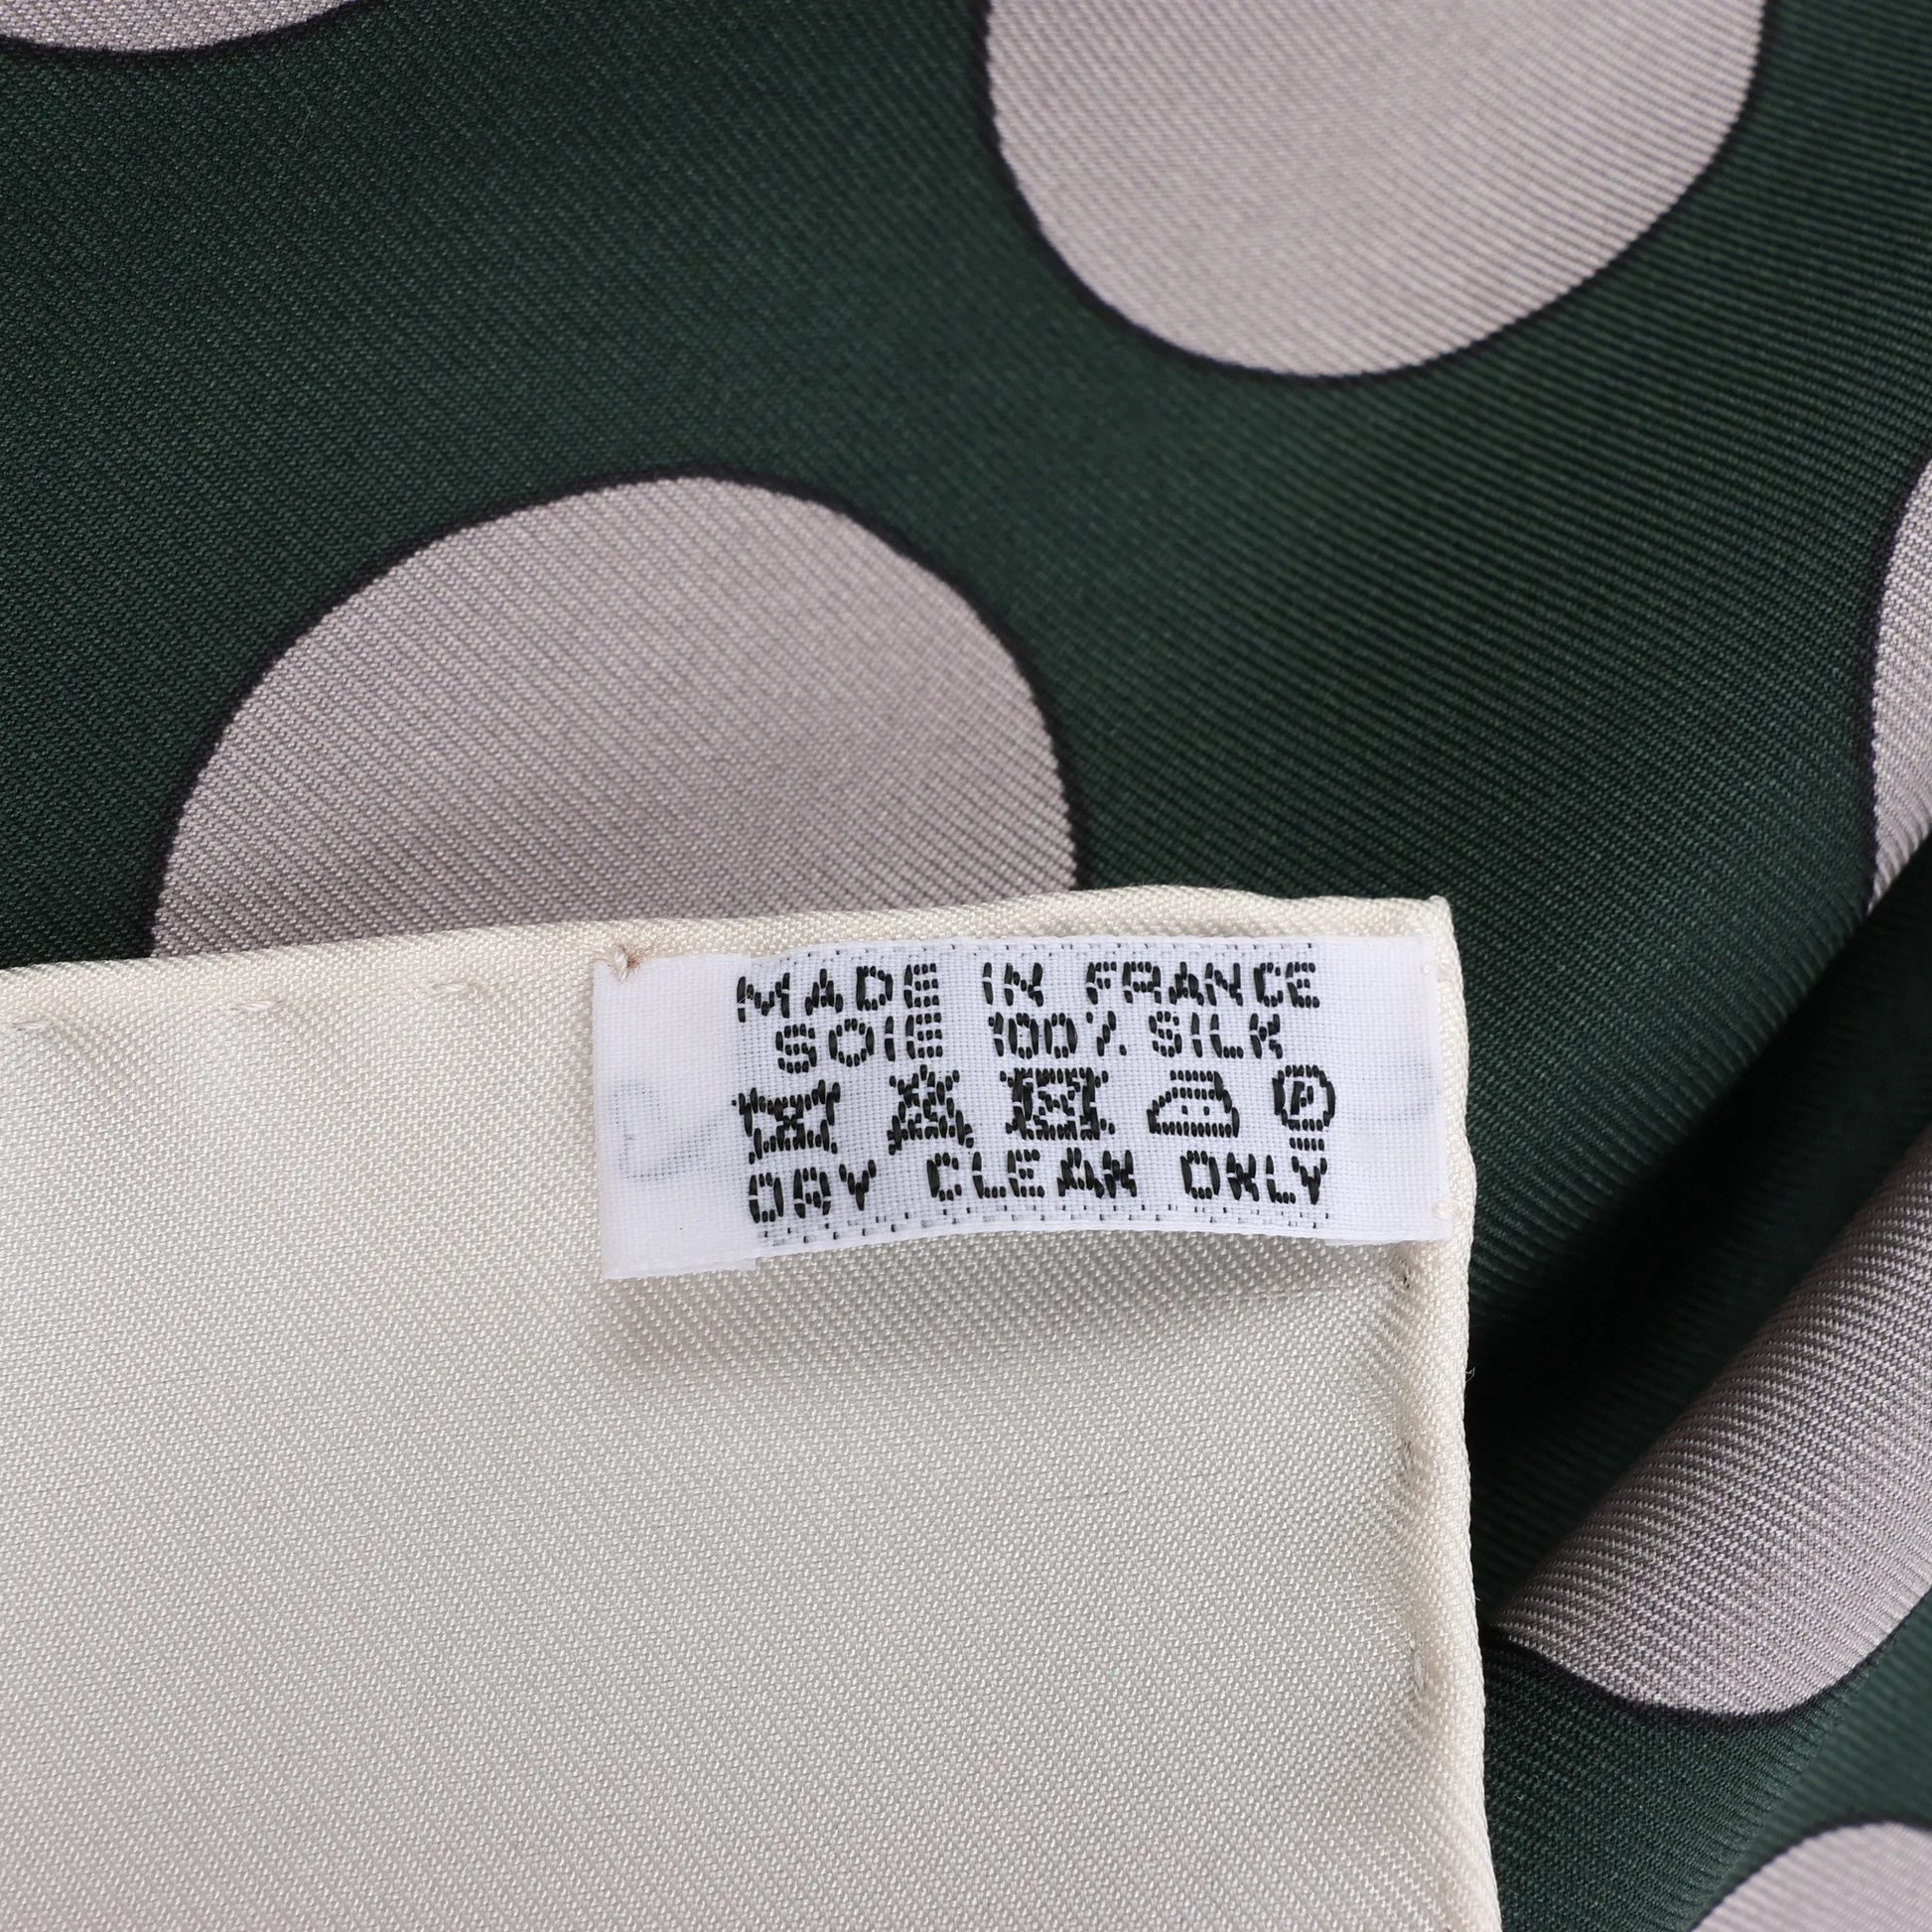 MADE IN FRANCE
SOIE 100% SILK
P
DRY CLEAN ONLY